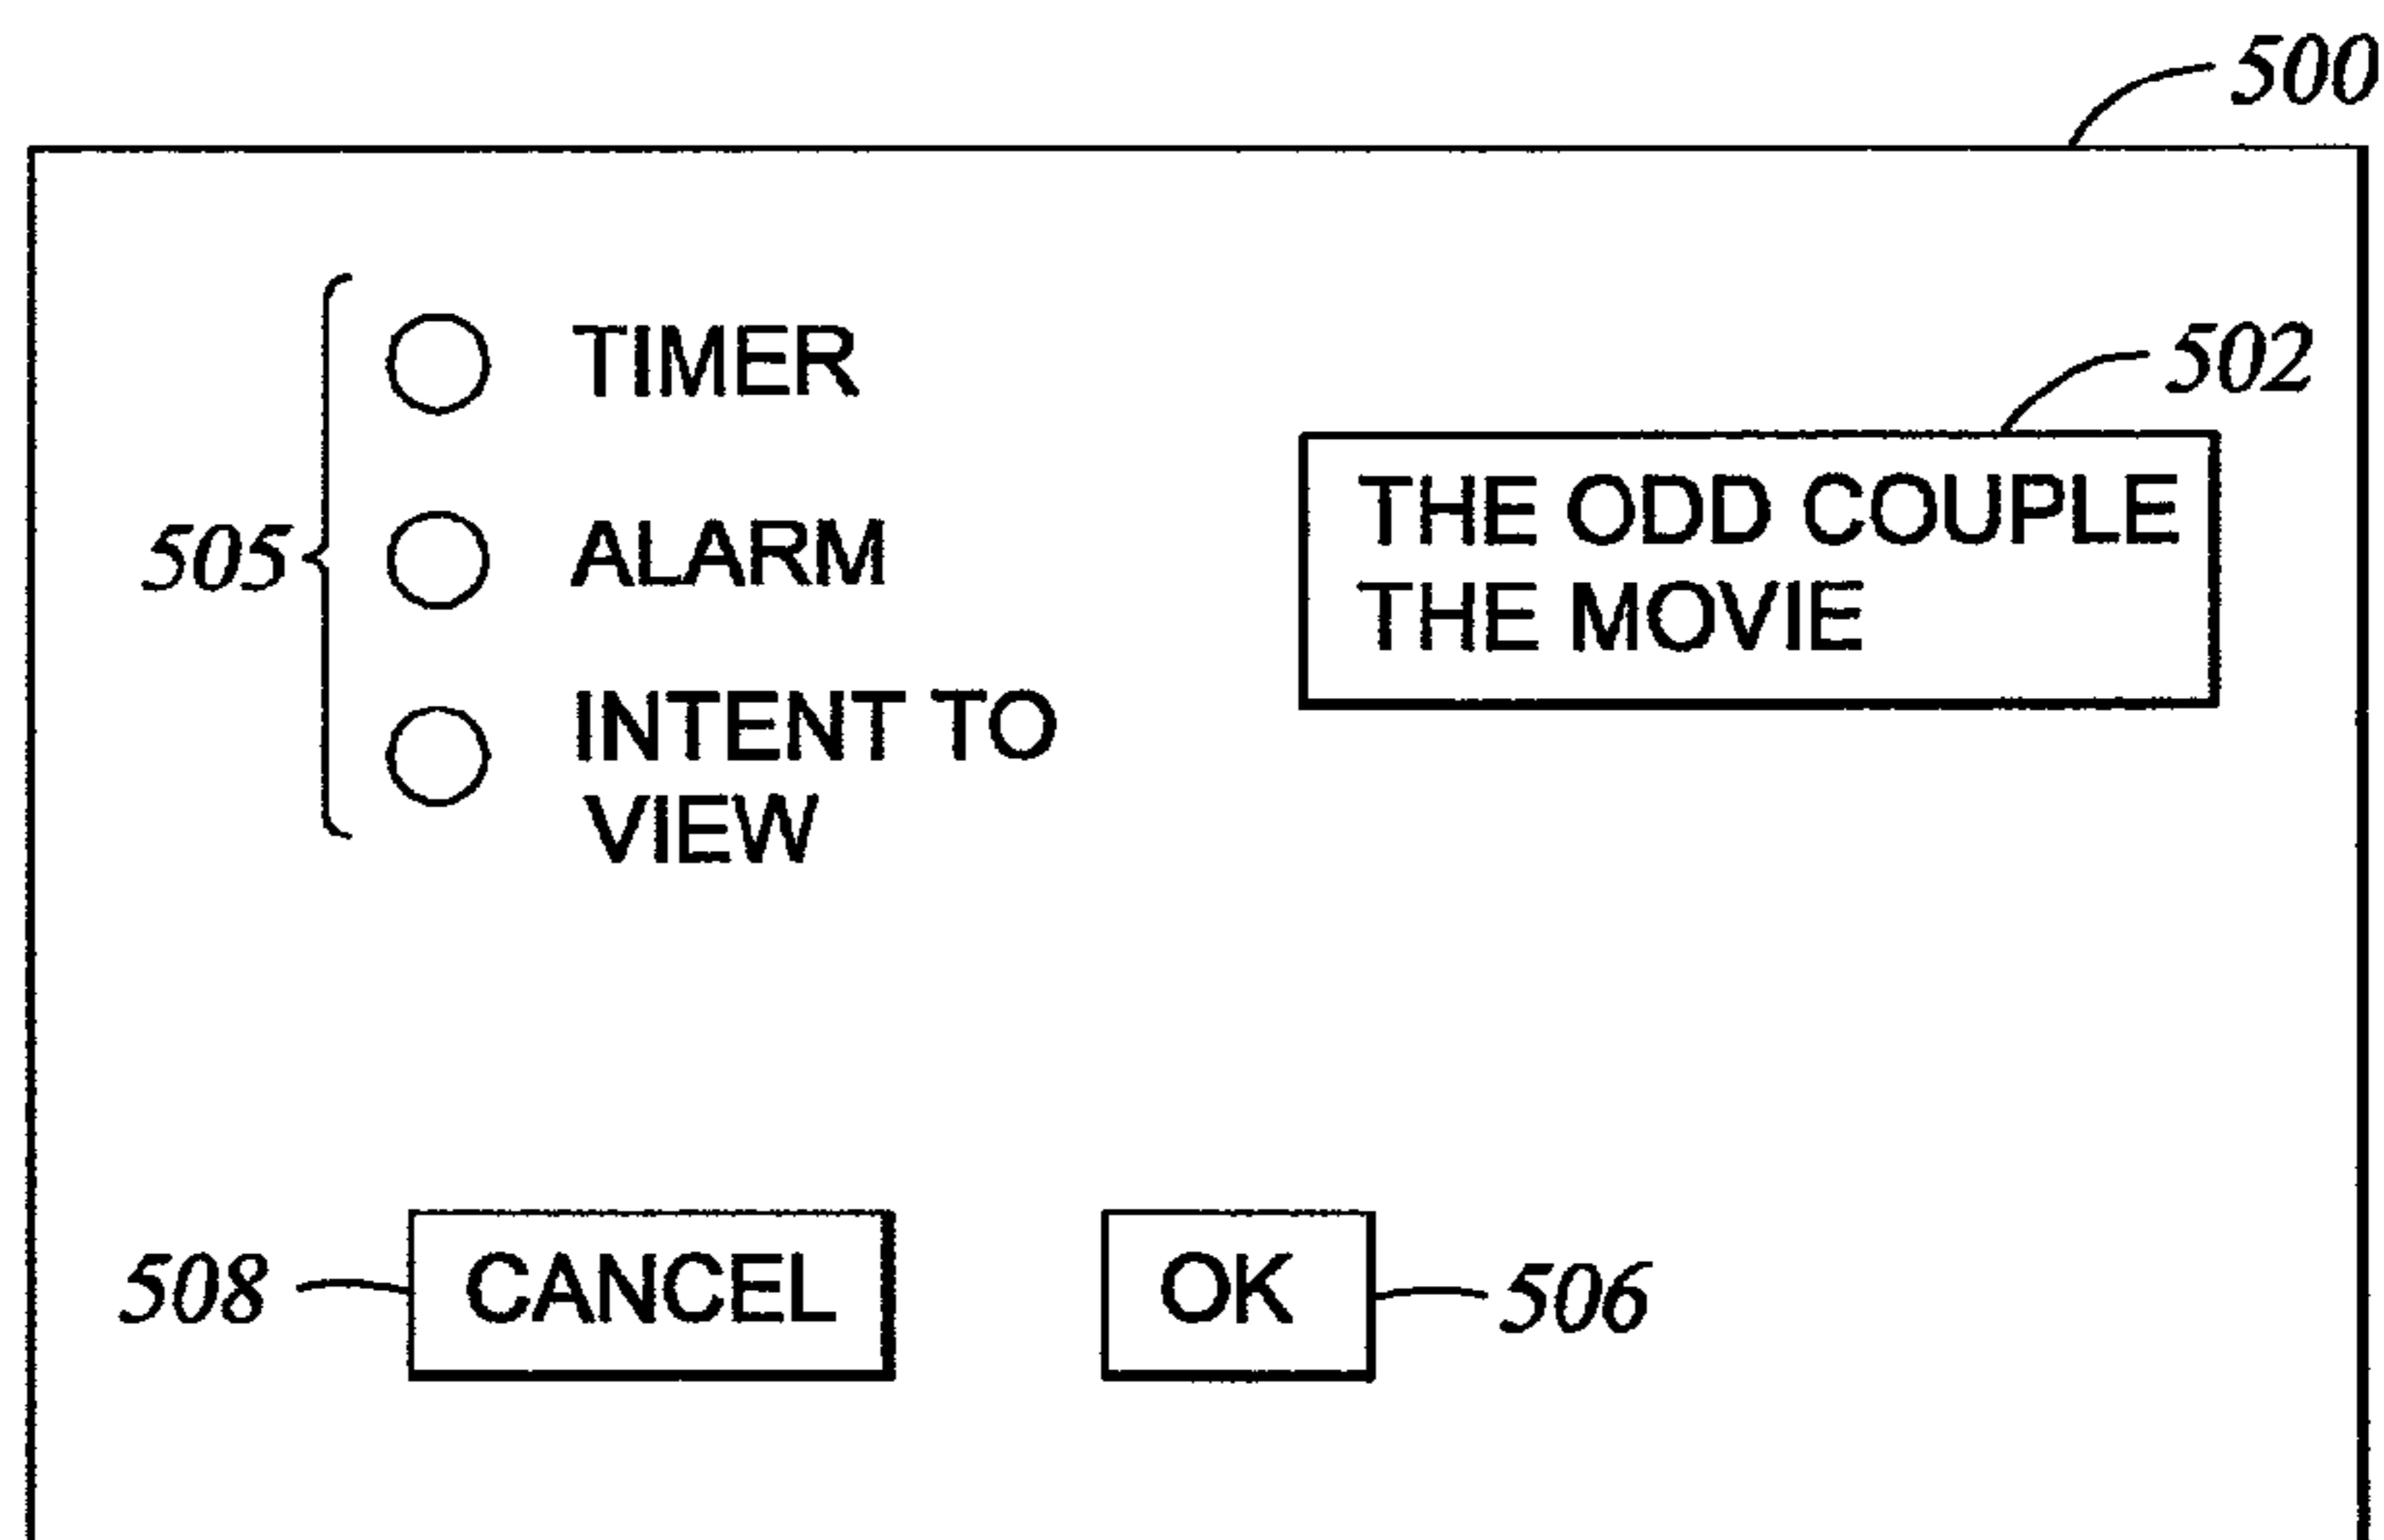 500
TIMER
502
THE ODD COUPLE
THE MOVIE
505
ALARM
INTENT TO
VIEW
508
CANCEL
OK
506